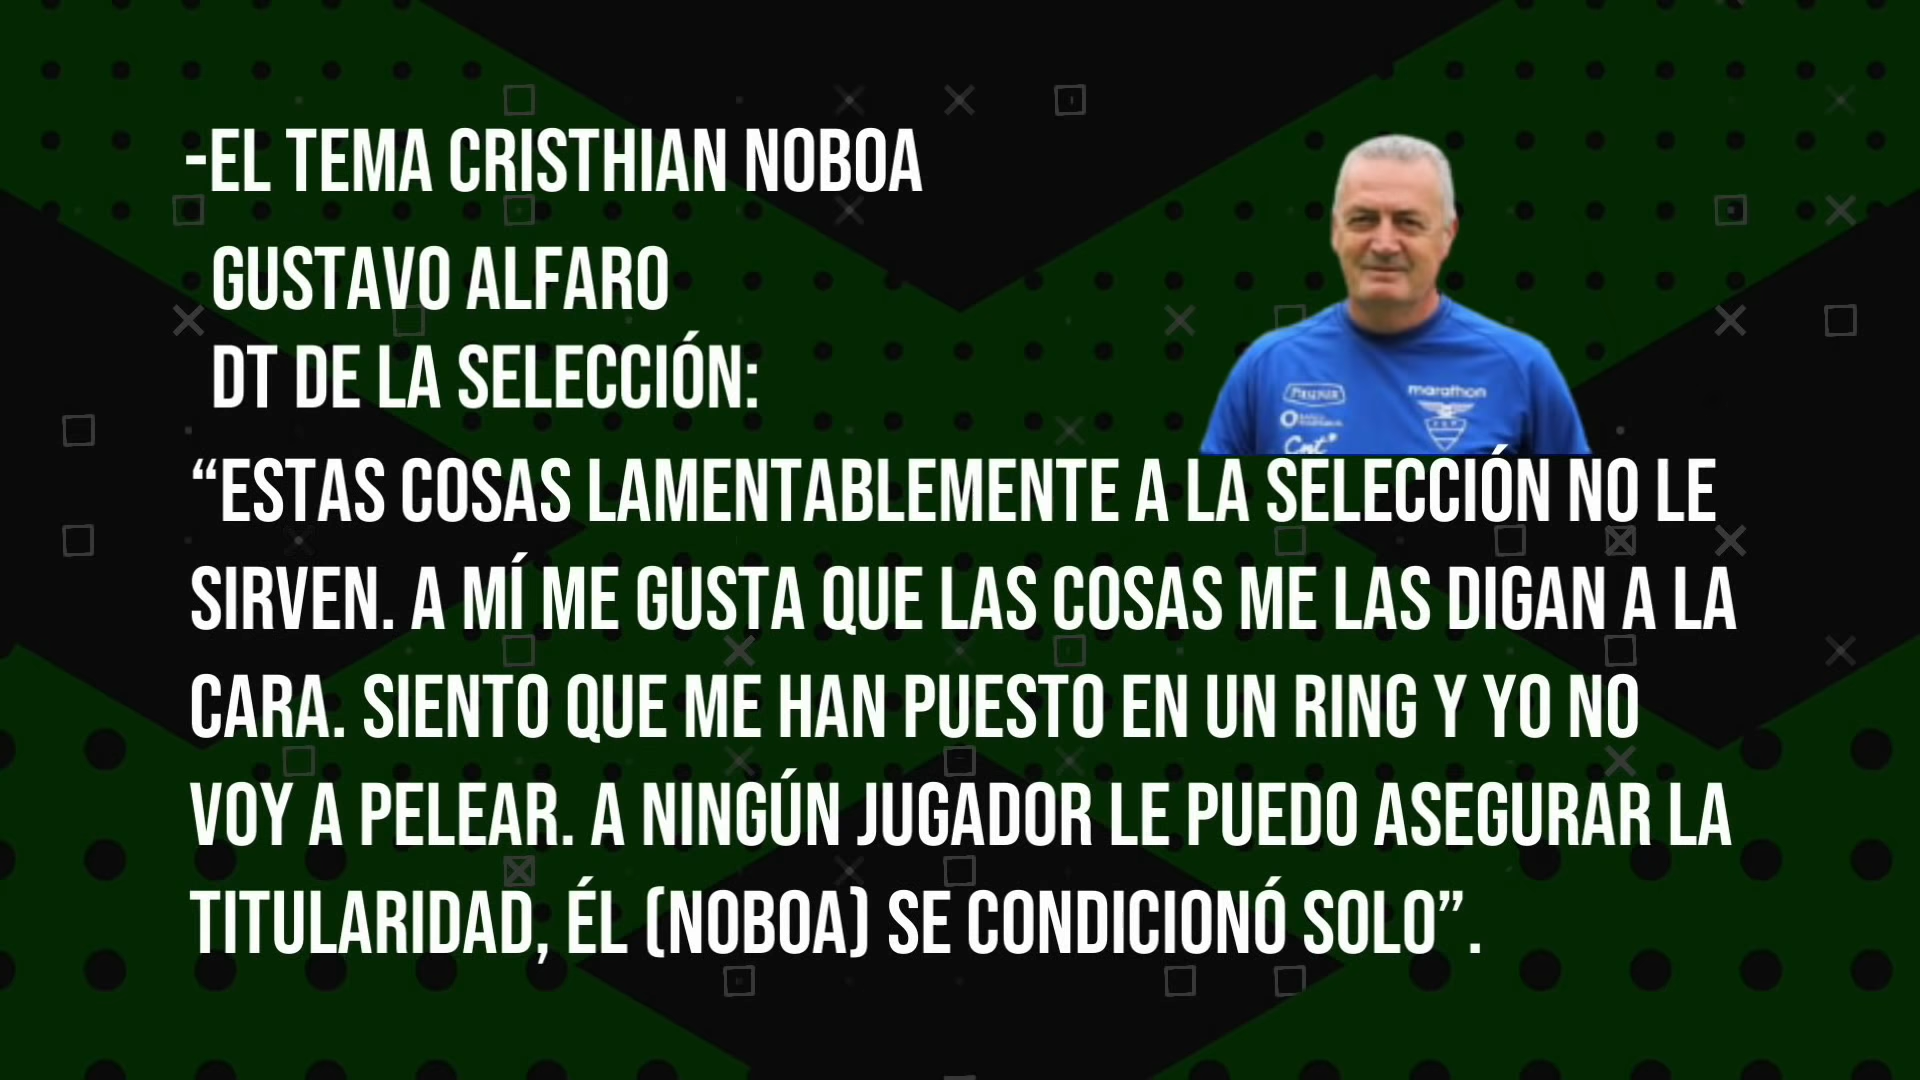 -EL TEMA CRISTHIAN NOBOA
GUSTAVO ALFARO
DT DE LA SELECCIÓN:
marathon
Cnt
“ESTAS COSAS LAMENTABLEMENTE A LA SELECCIÓN NO LE
SIRVEN. A MÍ ME GUSTA QUE LAS COSAS ME LAS DIGAN A LA
CARA. SIENTO QUE ME HAN PUESTO EN UN RING Y YO NO
VOY A PELEAR. A NINGÚN JUGADOR LE PUEDO ASEGURAR LA
TITULARIDAD, ÉL (NOBOA) SE CONDICIONÓ SOLO”.